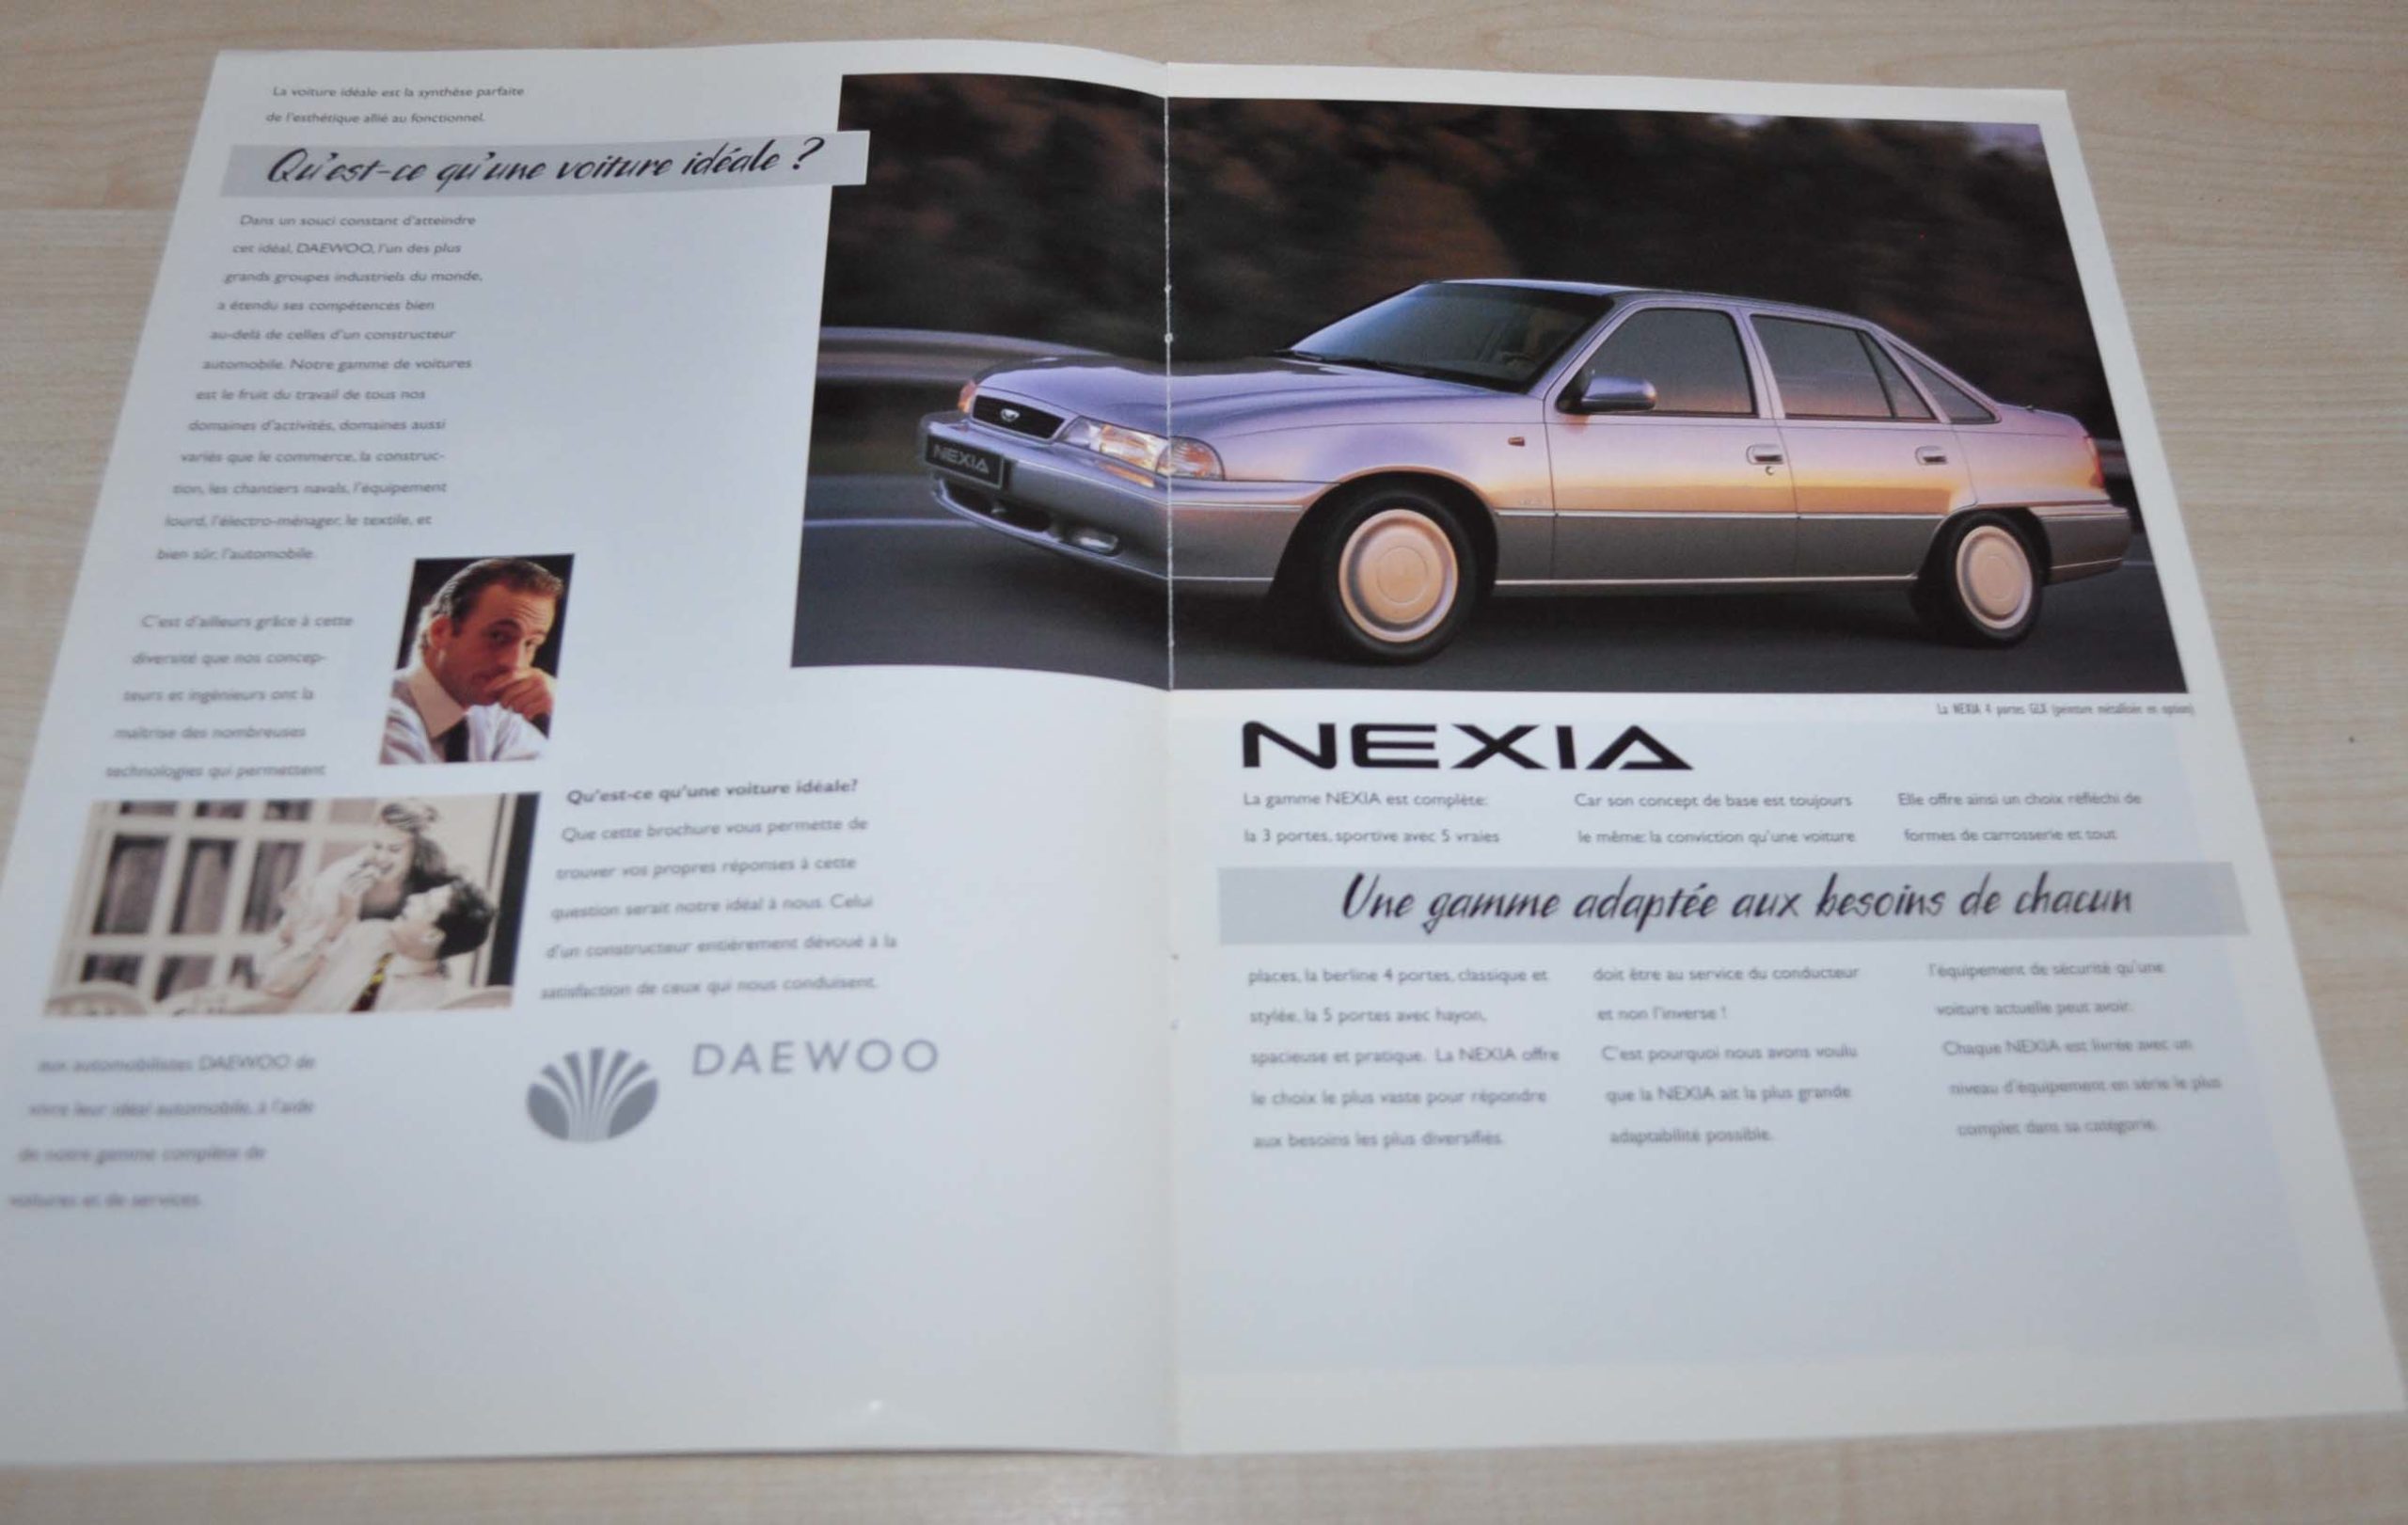 La voiture idéale est la synthèse parfaite
de l'esthétique allié au fonctionnel.
Qu'est-ce qu'une voiture idéale ?
Dans un souci constant d'atteindre
cet idéal, DAEWOO, l'un des plus
grands groupes industriels du monde,
a étendu ses compétences bien
au-delà de celles d'un constructeur
automobile. Notre gamme de voitures
est le fruit du travail de tous nos
domaines d'activités, domaines aussi
variés que le commerce, la construc-
tion, les chantiers navals, l'équipement
lourd, l'électro-ménager, le textile, et
bien sûr, l'automobile.
C'est d'ailleurs grâce à cette
diversité que nos concep-
teurs et ingénieurs ont la
maîtrise des nombreuses
technologies qui permettent
aux automobilistes DAEWOO de
vivre leur idéal automobile, à l'aide
de notre gamme complète de
voitures et de services.
Qu'est-ce qu'une voiture idéale?
Que cette brochure vous permette de
trouver vos propres réponses à cette
question serait notre idéal à nous. Celui
d'un constructeur entièrement dévoué à la
satisfaction de ceux qui nous conduisent.
DAEWOO
NEXIA
La NEXIA 4 portes GLX (peinture métallisée en option)
NEXIA
La gamme NEXIA est complète:
la 3 portes, sportive avec 5 vraies
Car son concept de base est toujours
le même: la conviction qu'une voiture
Elle offre ainsi un choix réfléchi de
formes de carrosserie et tout
Une gamme adaptée aux besoins de chacun
places, la berline 4 portes, classique et
stylée, la 5 portes avec hayon,
spacieuse et pratique. La NEXIA offre
le choix le plus vaste pour répondre
aux besoins les plus diversifiés.
doit être au service du conducteur
et non l'inverse !
C'est pourquoi nous avons voulu
que la NEXIA ait la plus grande
adaptabilité possible.
l'équipement de sécurité qu'une
voiture actuelle peut avoir.
Chaque NEXIA est livrée avec un
niveau d'équipement en série le plus
complet dans sa catégorie.